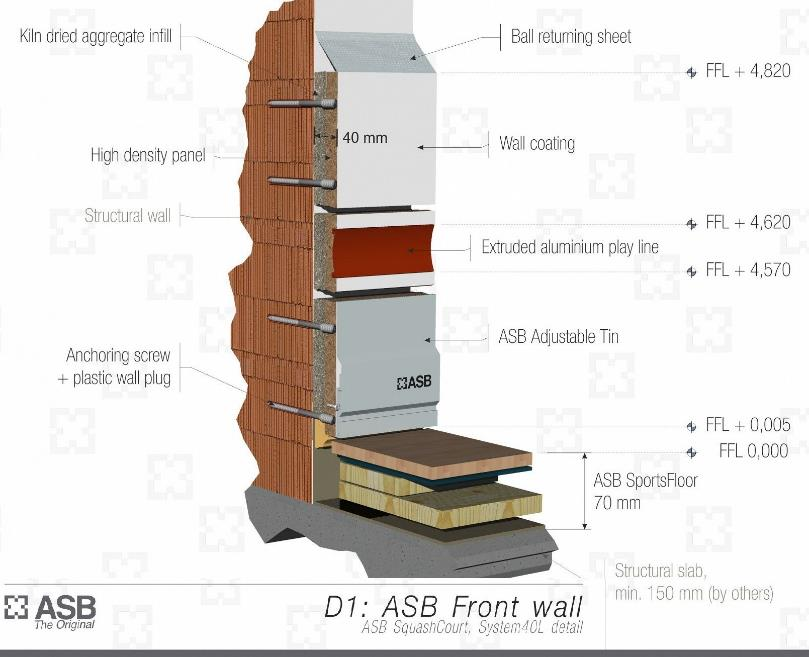 Kiln dried aggregate infill
Ball returning sheet
FFL + 4,820
40 mm
Wall coating
High density panel
Structural wall
FFL + 4,620
Extruded aluminium play line
FFL + 4,570
ASB Adjustable Tin
Anchoring screw
+ plastic wall plug
ASB
FFL + 0,005
FFL 0,000
ASB SportsFloor
70 mm
Structural slab,
min. 150 mm (by others)
ASB
The Original
D1: ASB Front wall
ASB SquashCourt, System40L detail